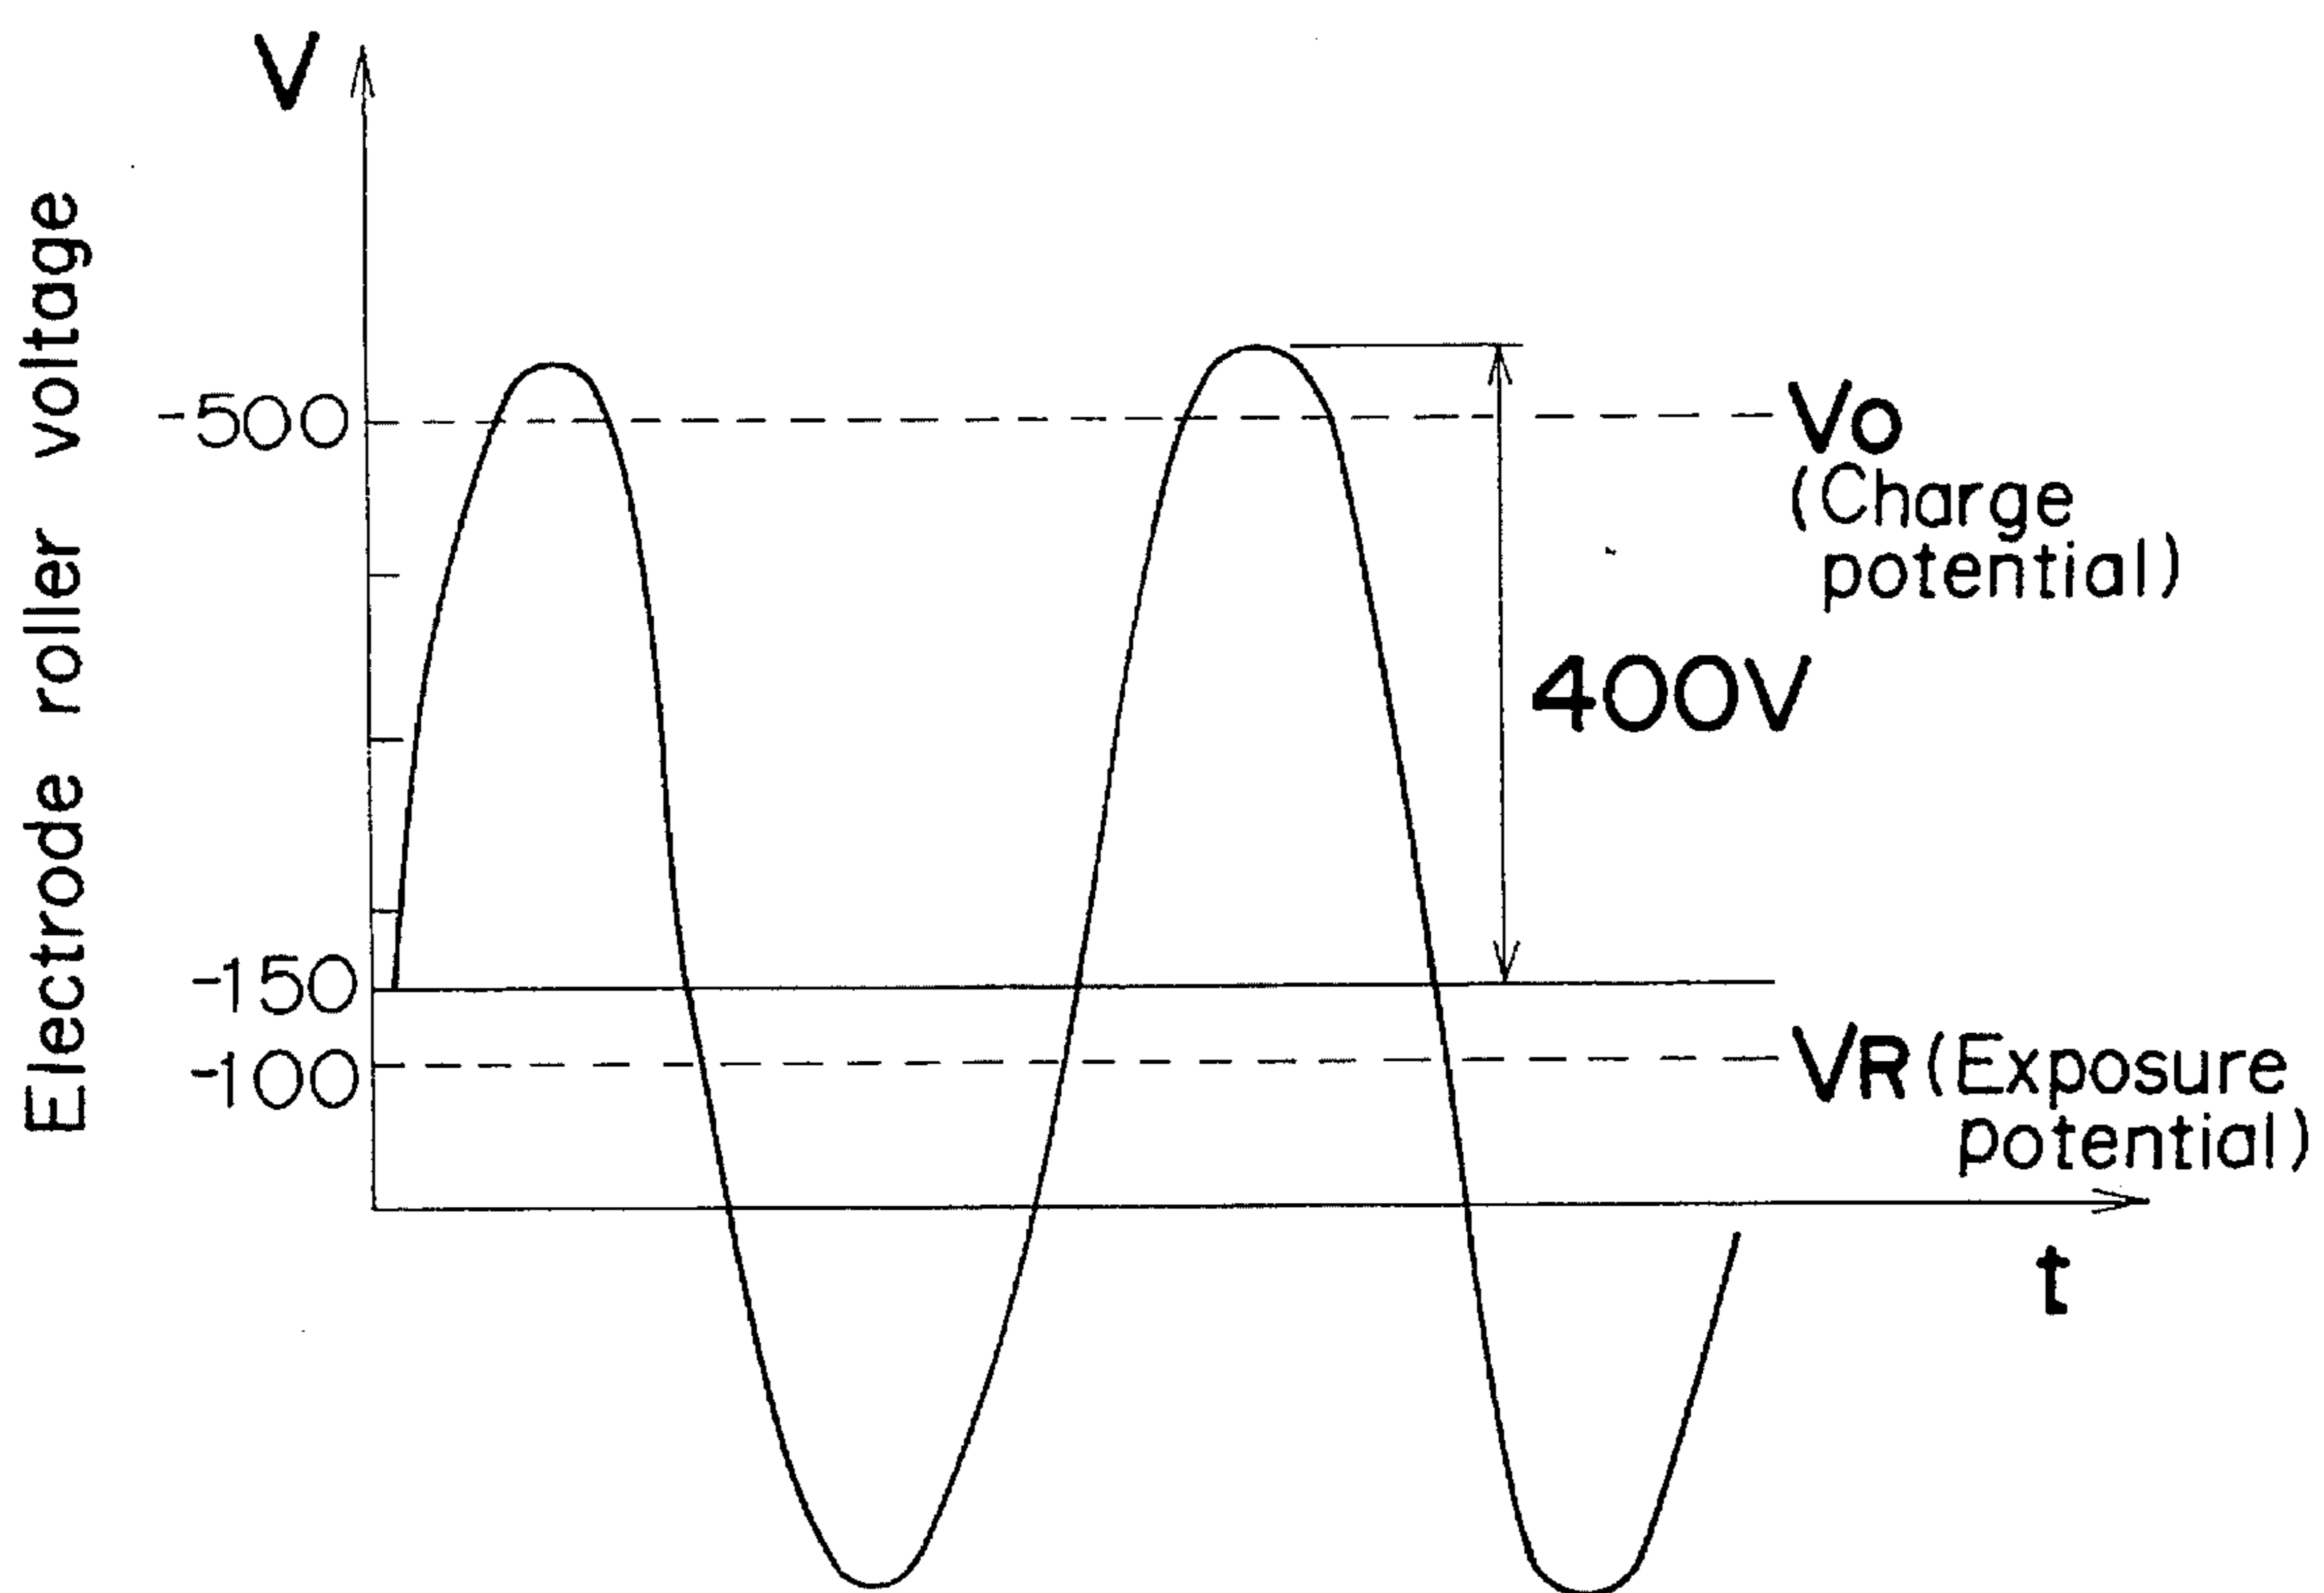 V
Electrode roller voltage
-500
Vo
(Charge
potential)
400V
-150
-100
VR (Exposure
potential)
t